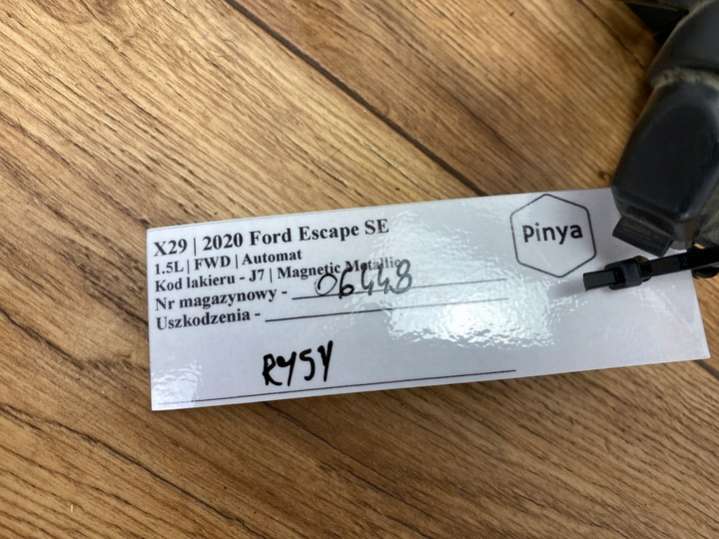 X29 | 2020 Ford Escape SE
1.5L | FWD | Automat
Kod lakieru - J7 | Magnetic Metallic
Nr magazynowy - 06448
Uszkodzenia -
RYSY
Pinya